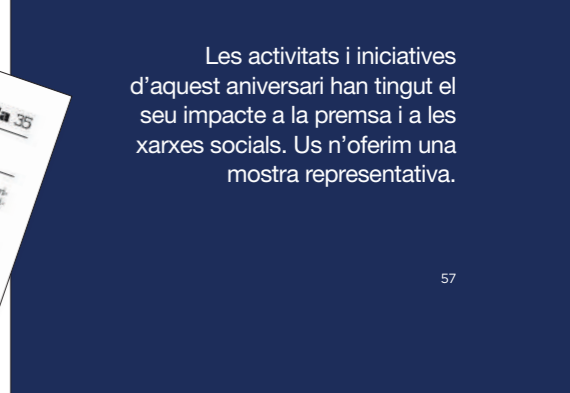 Les activitats i iniciatives
d’aquest aniversari han tingut el
seu impacte a la premsa i a les
xarxes socials. Us n’oferim una
mostra representativa.
57
35